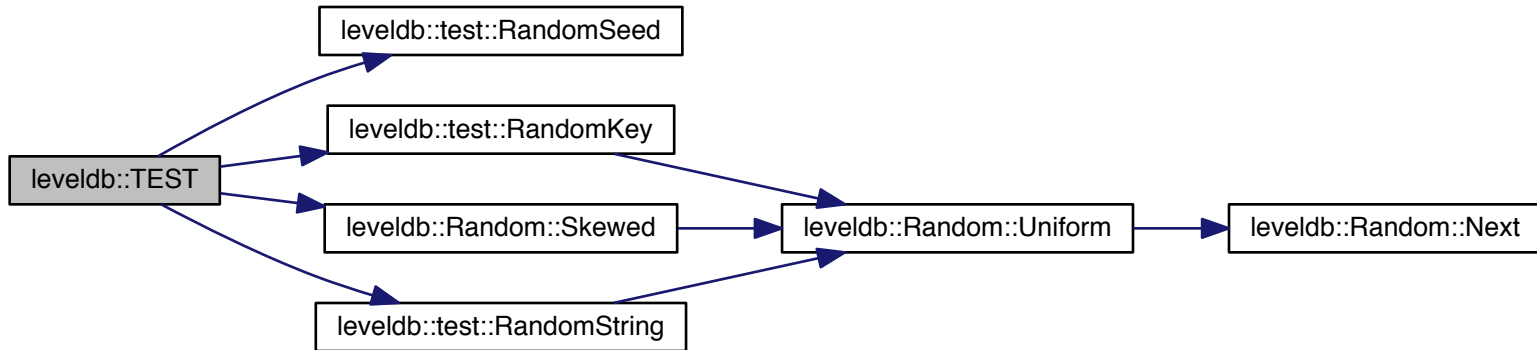 leveldb::test::RandomSeed
leveldb::test::RandomKey
leveldb::TEST
leveldb::Random::Skewed
leveldb::Random::Uniform
leveldb::Random::Next
leveldb::test::RandomString